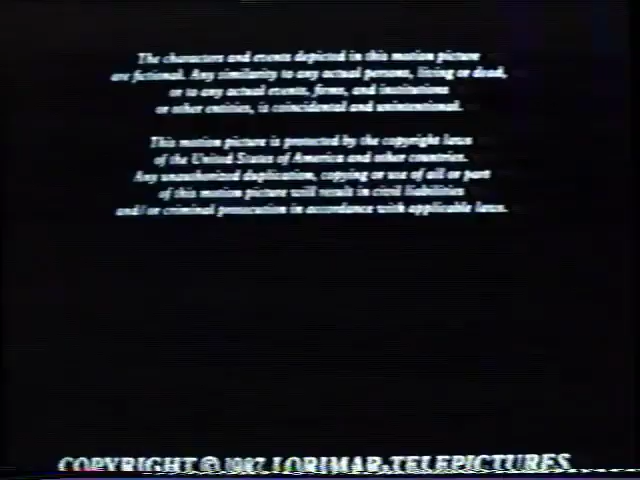 The characters and events depicted in this motion picture
are fictional. Any similarity to any actual persons, living or dead,
or to any actual events, firms, and institutions
or other entities, is coincidental and unintentional.
This motion picture is protected by the copyright laws
of the United States of America and other countries.
Any unauthorized duplication, copying or use of all or part
of this motion picture will result in civil liabilities
and/or criminal prosecution in accordance with applicable laws.
COPYRIGHT © 1987 LORIMAR-TELEPICTURES